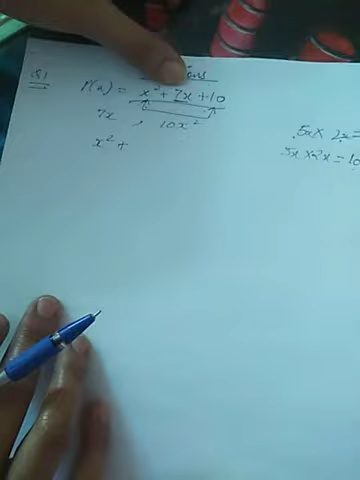 Q1
P(x) = x² + 7x + 10
7x , 10x²
x² +
5x × 2x =
5x × 2x = 10